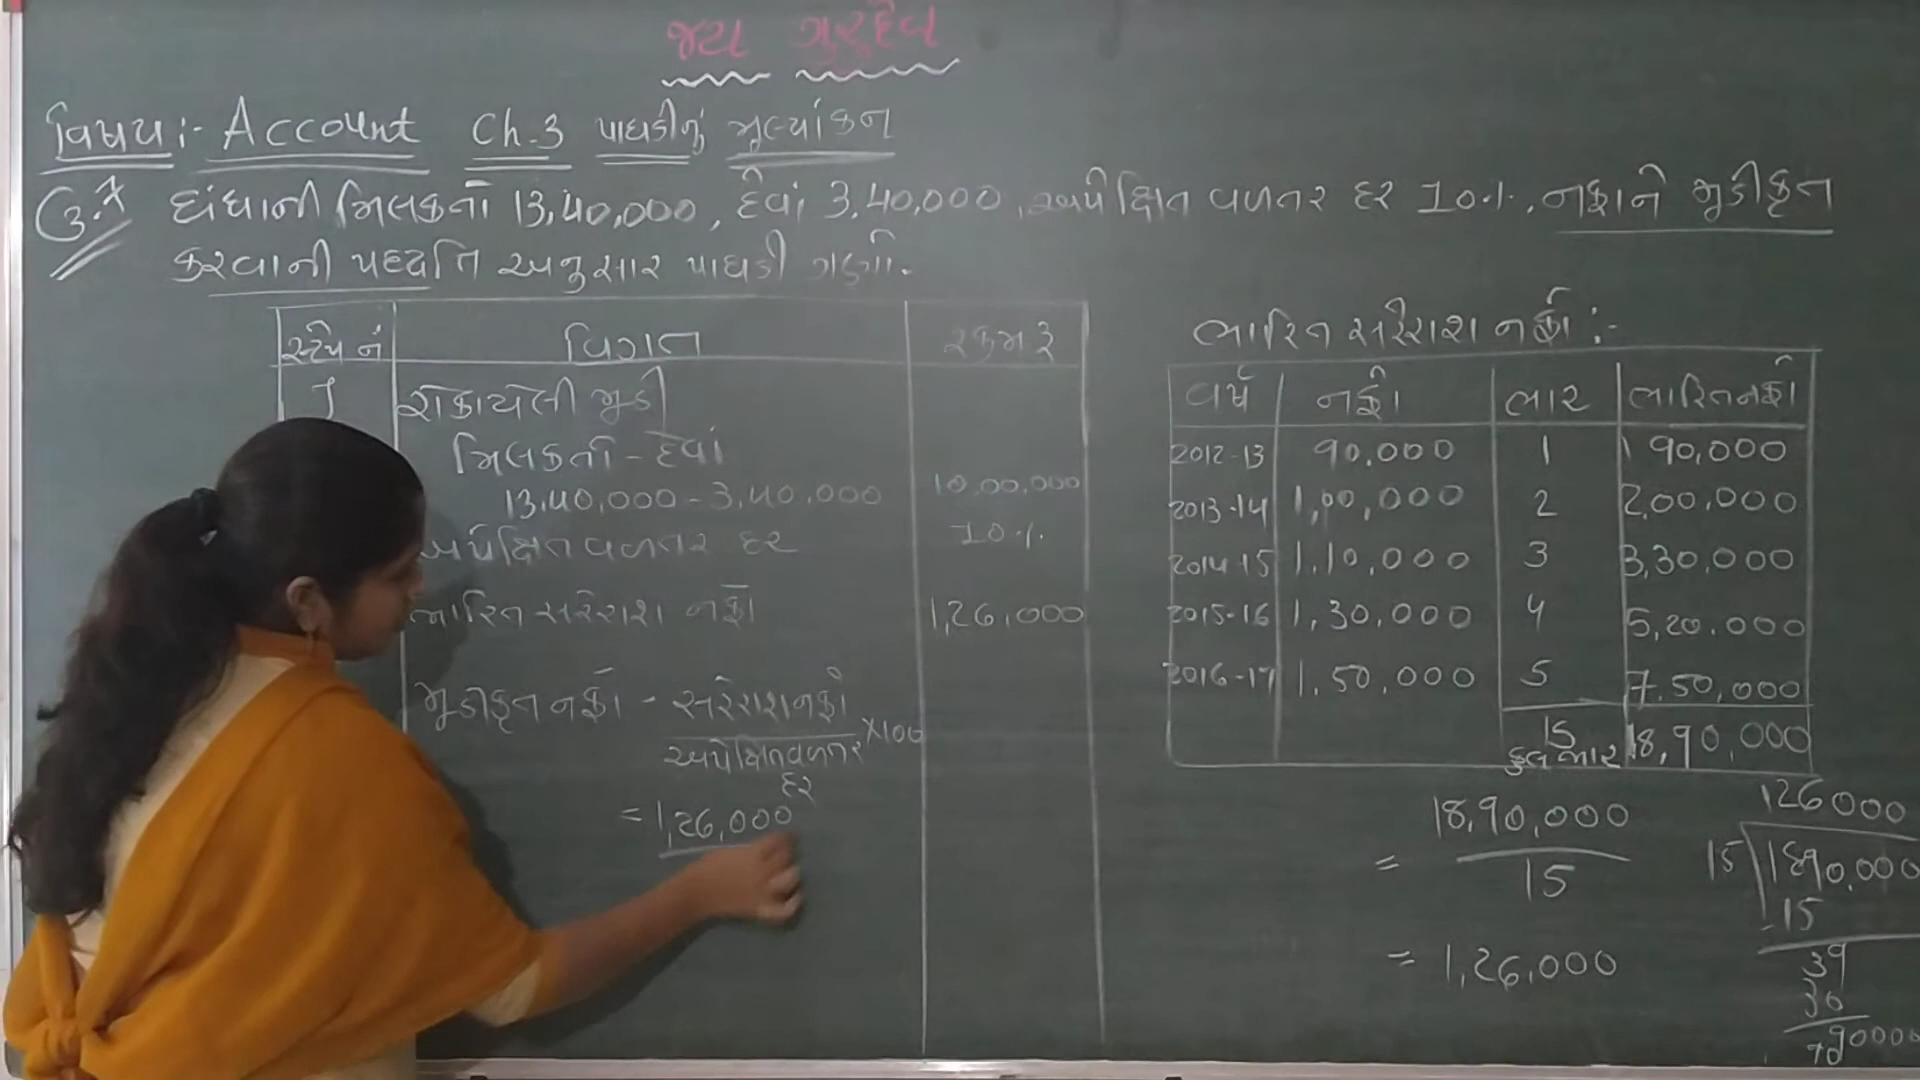 જય ગુરુદેવ
વિષય:- Account Ch.3 પાઘડીનું મૂલ્યાંકન
ઉ.7 ધંધાની મિલકતો 13,40,000, દેવાં 3,40,000, અપેક્ષિત વળતર દર 10%. નફાને મૂડીકૃત
કરવાની પધ્ધતિ અનુસાર પાઘડી ગણો.
સ્ટેપ નં વિગત રકમ રૂ
1 રોકાયેલી મૂડી
મિલકતો - દેવાં
13,40,000 - 3,40,000 10,00,000
અપેક્ષિત વળતર દર 10%
ભારિત સરેરાશ નફો 1,26,000
મૂડીકૃત નફો - સરેરાશ નફો
અપેક્ષિત વળતર દર ×100
= 1,26,000
ભારિત સરેરાશ નફો :-
વર્ષ નફો ભાર ભારિત નફો
2012-13 90,000 1 90,000
2013-14 1,00,000 2 2,00,000
2014-15 1,10,000 3 3,30,000
2015-16 1,30,000 4 5,20,000
2016-17 1,50,000 5 7,50,000
15 18,90,000
કુલ ભાર
= 18,90,000
15
= 1,26,000
126000
15 1890,000
-15
39
30
90000